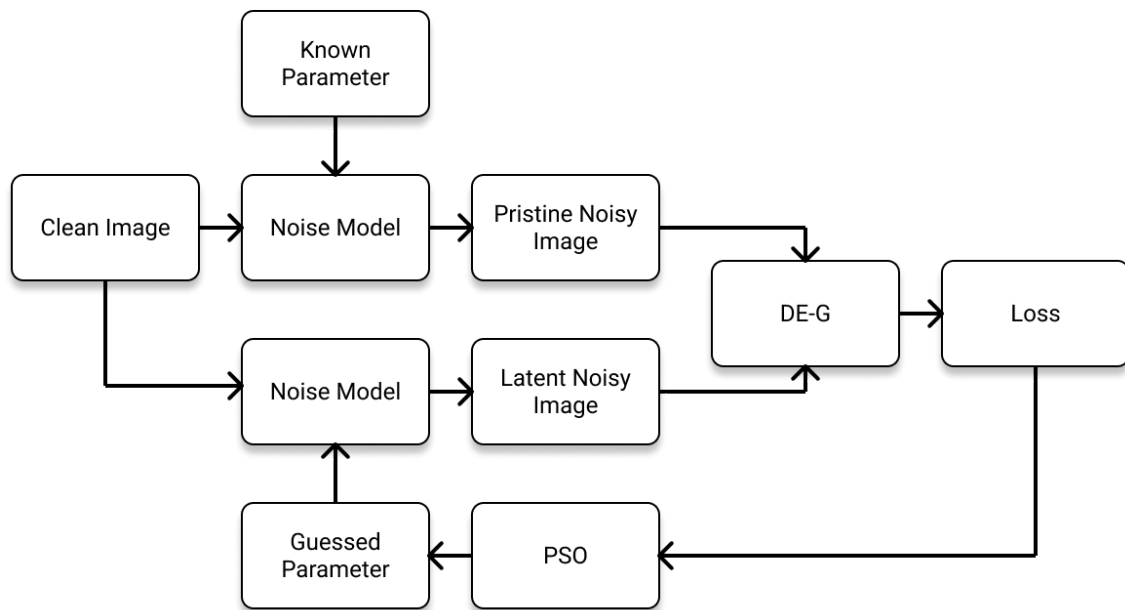 Known
Parameter
Clean Image
Noise Model
Pristine Noisy
Image
DE-G
Loss
Noise Model
Latent Noisy
Image
Guessed
Parameter
PSO